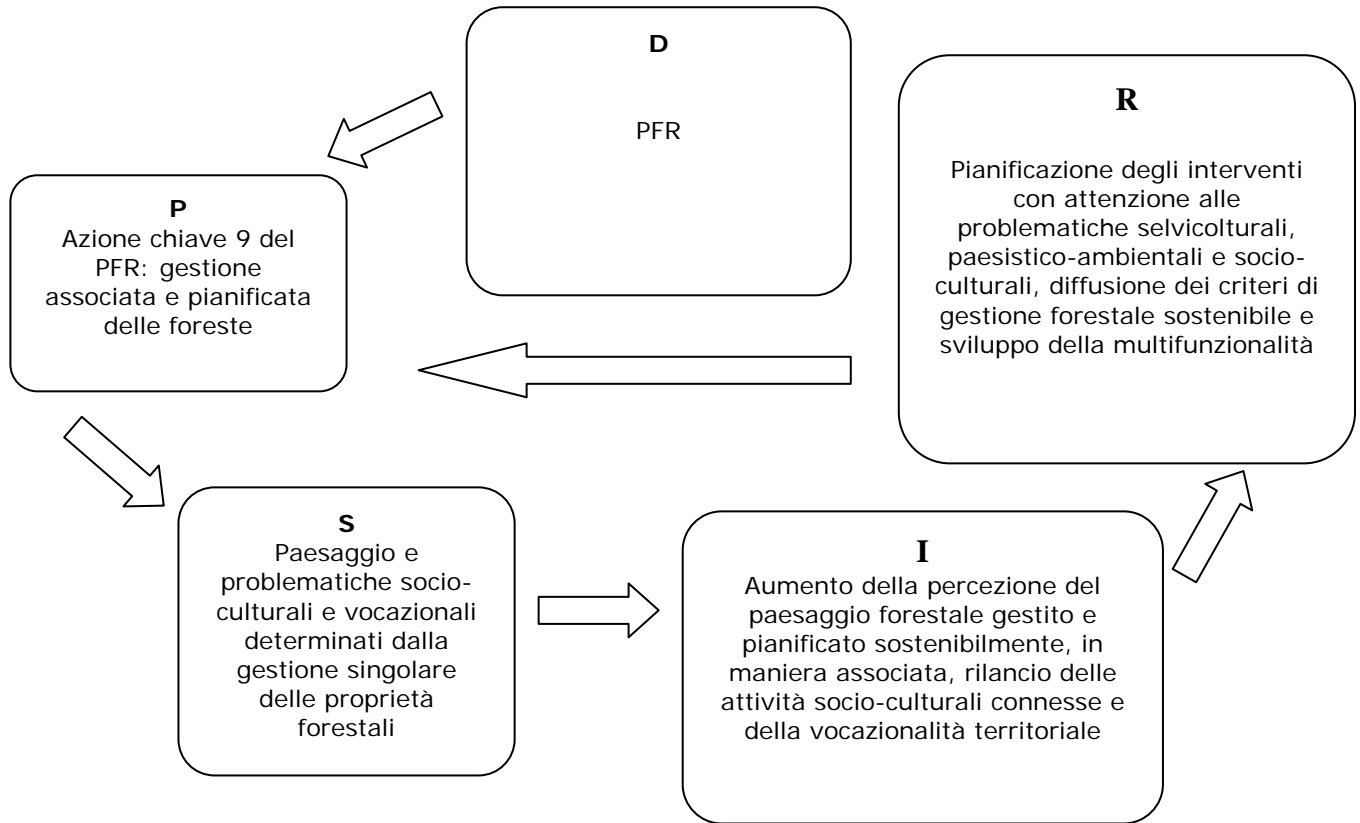 D
PFR
P
Azione chiave 9 del
PFR: gestione
associata e pianificata
delle foreste
S
Paesaggio e
problematiche socio-
culturali e vocazionali
determinati dalla
gestione singolare
delle proprietà
forestali
I
Aumento della percezione del
paesaggio forestale gestito e
pianificato sostenibilmente, in
maniera associata, rilancio delle
attività socio-culturali connesse e
della vocazionalità territoriale
R
Pianificazione degli interventi
con attenzione alle
problematiche selvicolturali,
paesistico-ambientali e socio-
culturali, diffusione dei criteri di
gestione forestale sostenibile e
sviluppo della multifunzionalità